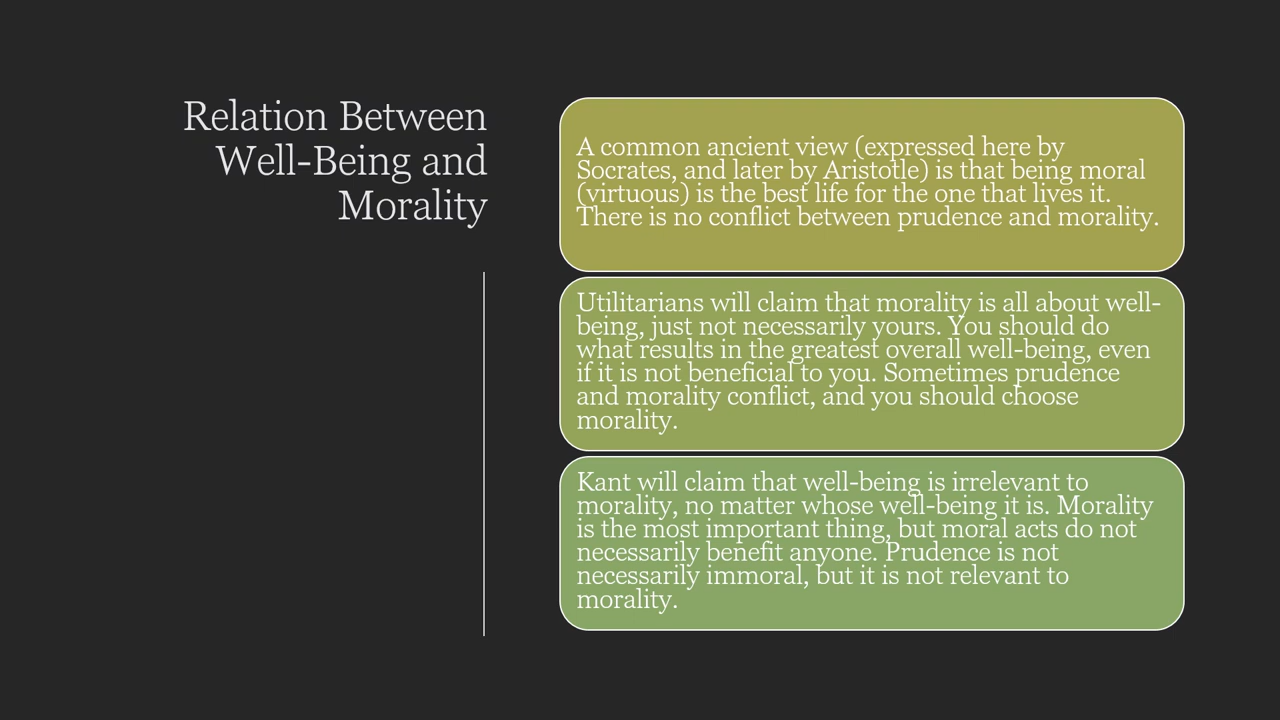 Relation Between
Well-Being and
Morality
A common ancient view (expressed here by
Socrates, and later by Aristotle) is that being moral
(virtuous) is the best life for the one that lives it.
There is no conflict between prudence and morality.
Utilitarians will claim that morality is all about well-
being, just not necessarily yours. You should do
what results in the greatest overall well-being, even
if it is not beneficial to you. Sometimes prudence
and morality conflict, and you should choose
morality.
Kant will claim that well-being is irrelevant to
morality, no matter whose well-being it is. Morality
is the most important thing, but moral acts do not
necessarily benefit anyone. Prudence is not
necessarily immoral, but it is not relevant to
morality.